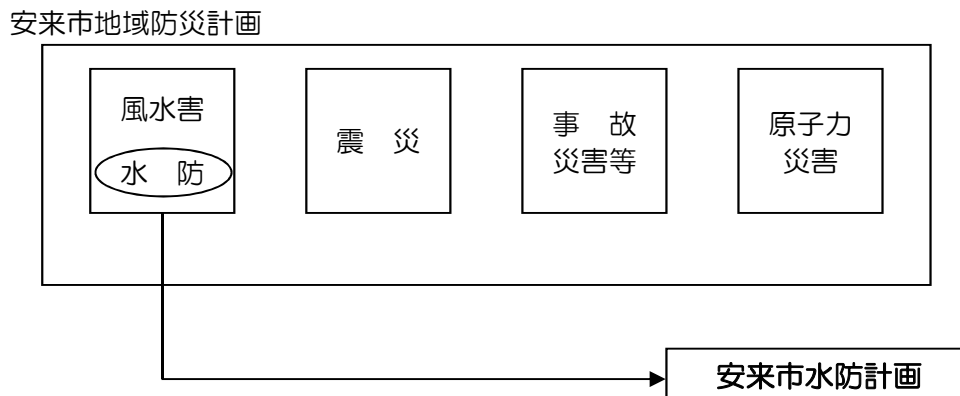 安来市地域防災計画
風水害
水　防
震　災
事　故
災害等
原子力
災害
安来市水防計画